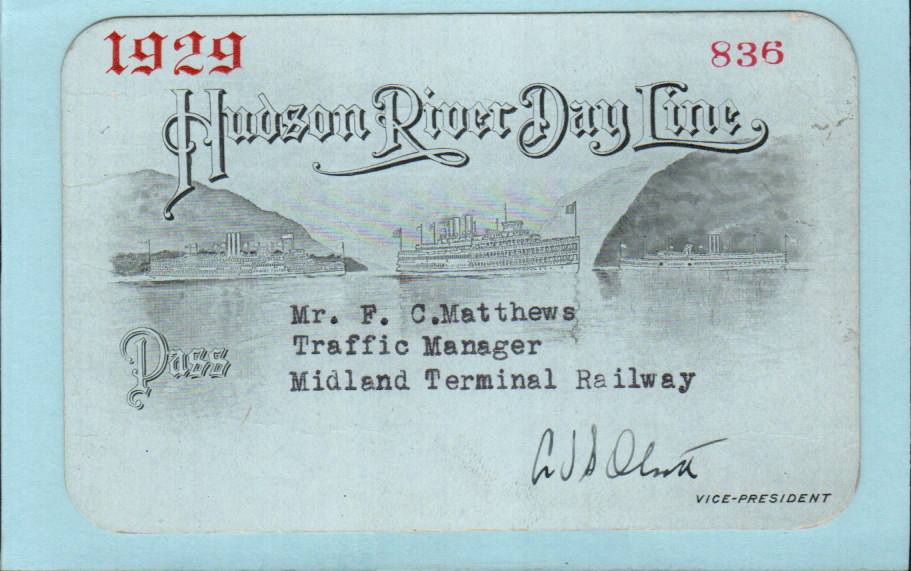 1929 836
Hudson River Day Line
Pass
Mr. F. C.Matthews
Traffic Manager
Midland Terminal Railway
VICE-PRESIDENT